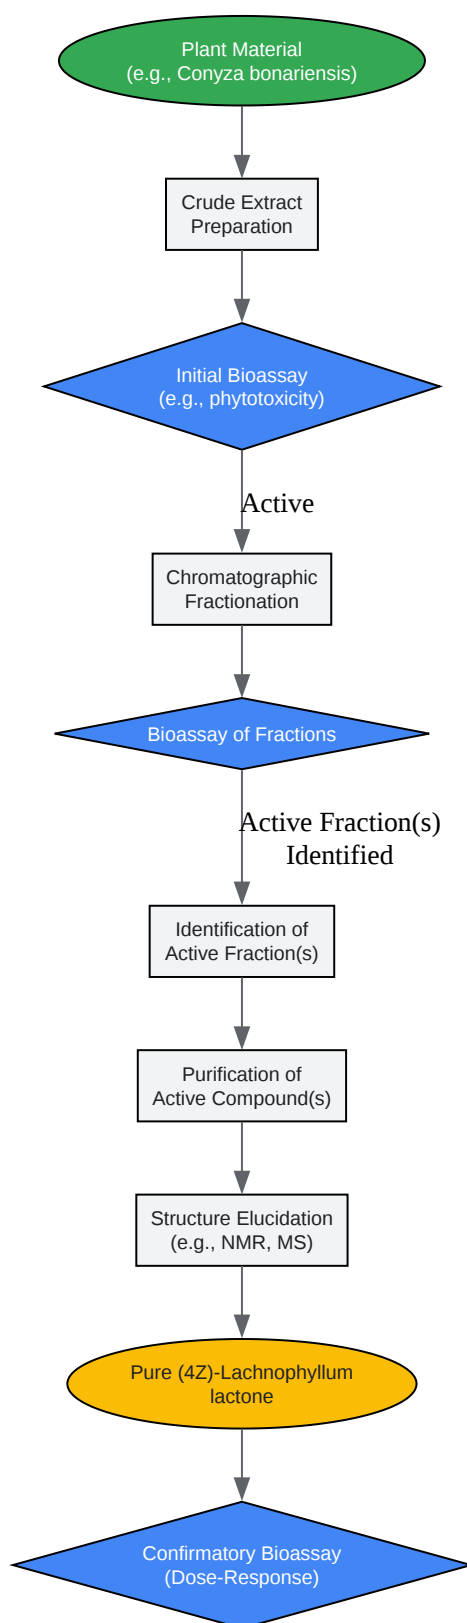 Plant Material
(e.g., Conyza bonariensis)
Crude Extract
Preparation
Initial Bioassay
(e.g., phytotoxicity)
Active
Chromatographic
Fractionation
Bioassay of Fractions
Active Fraction(s)
Identified
Identification of
Active Fraction(s)
Purification of
Active Compound(s)
Structure Elucidation
(e.g., NMR, MS)
Pure (4Z)-Lachnophyllum
lactone
Confirmatory Bioassay
(Dose-Response)